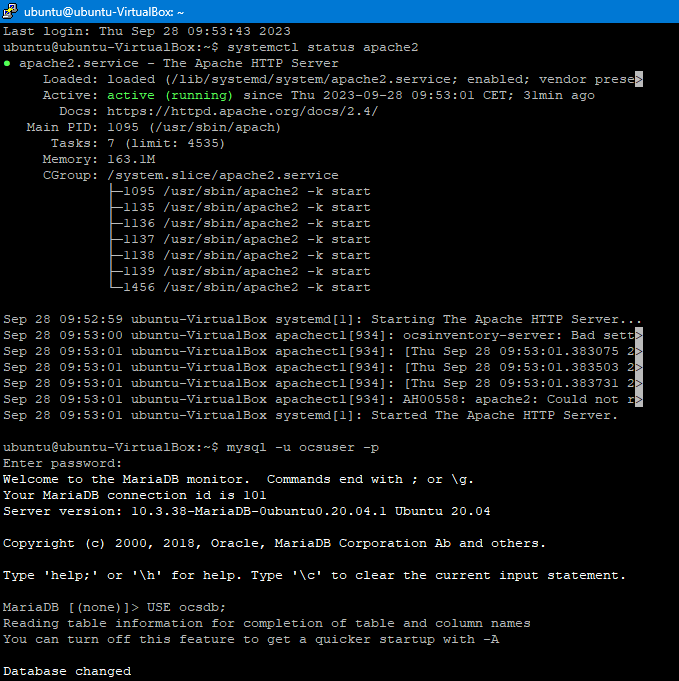 ubuntu@ubuntu-VirtualBox: ~
Last login: Thu Sep 28 09:53:43 2023
ubuntu@ubuntu-VirtualBox:~$ systemctl status apache2
● apache2.service - The Apache HTTP Server
Loaded: loaded (/lib/systemd/system/apache2.service; enabled; vendor prese>
Active: active (running) since Thu 2023-09-28 09:53:01 CET; 31min ago
Docs: https://httpd.apache.org/docs/2.4/
Main PID: 1095 (/usr/sbin/apach)
Tasks: 7 (limit: 4535)
Memory: 163.1M
CGroup: /system.slice/apache2.service
├─1095 /usr/sbin/apache2 -k start
├─1135 /usr/sbin/apache2 -k start
├─1136 /usr/sbin/apache2 -k start
├─1137 /usr/sbin/apache2 -k start
├─1138 /usr/sbin/apache2 -k start
├─1139 /usr/sbin/apache2 -k start
└─1456 /usr/sbin/apache2 -k start
Sep 28 09:52:59 ubuntu-VirtualBox systemd[1]: Starting The Apache HTTP Server...
Sep 28 09:53:00 ubuntu-VirtualBox apachectl[934]: ocsinventory-server: Bad sett>
Sep 28 09:53:01 ubuntu-VirtualBox apachectl[934]: [Thu Sep 28 09:53:01.383075 2>
Sep 28 09:53:01 ubuntu-VirtualBox apachectl[934]: [Thu Sep 28 09:53:01.383503 2>
Sep 28 09:53:01 ubuntu-VirtualBox apachectl[934]: [Thu Sep 28 09:53:01.383731 2>
Sep 28 09:53:01 ubuntu-VirtualBox apachectl[934]: AH00558: apache2: Could not r>
Sep 28 09:53:01 ubuntu-VirtualBox systemd[1]: Started The Apache HTTP Server.
ubuntu@ubuntu-VirtualBox:~$ mysql -u ocsuser -p
Enter password:
Welcome to the MariaDB monitor.  Commands end with ; or \g.
Your MariaDB connection id is 101
Server version: 10.3.38-MariaDB-0ubuntu0.20.04.1 Ubuntu 20.04
Copyright (c) 2000, 2018, Oracle, MariaDB Corporation Ab and others.
Type 'help;' or '\h' for help. Type '\c' to clear the current input statement.
MariaDB [(none)]> USE ocsdb;
Reading table information for completion of table and column names
You can turn off this feature to get a quicker startup with -A
Database changed